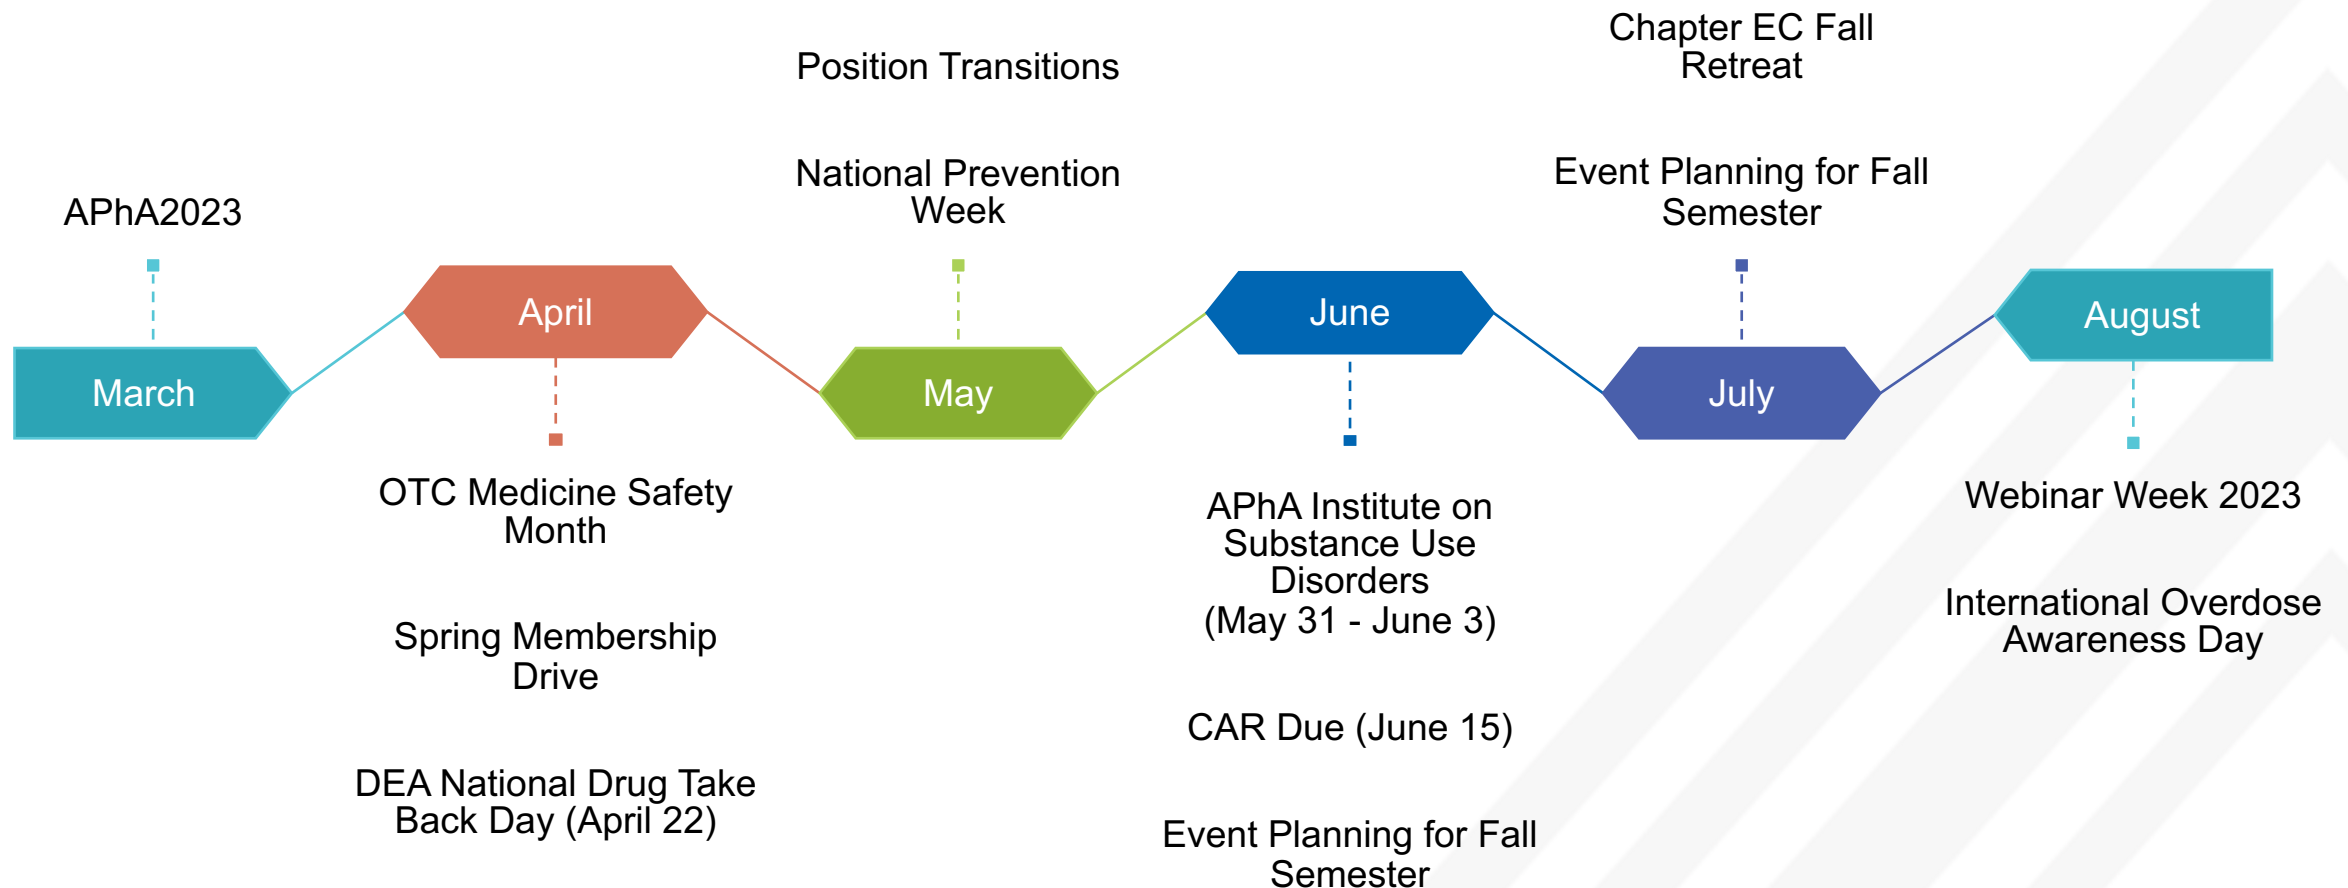 APhA2023
March
April
OTC Medicine Safety
Month
Spring Membership
Drive
DEA National Drug Take
Back Day (April 22)
Position Transitions
National Prevention
Week
May
June
APhA Institute on
Substance Use
Disorders
(May 31 - June 3)
CAR Due (June 15)
Event Planning for Fall
Semester
Chapter EC Fall
Retreat
Event Planning for Fall
Semester
July
August
Webinar Week 2023
International Overdose
Awareness Day